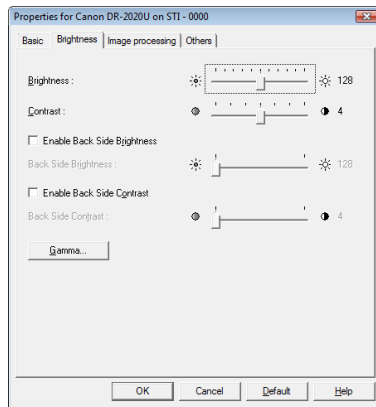 Properties for Canon DR-2020U on STI - 0000
Basic Brightness Image processing Others
Brightness : 128
Contrast : 4
Enable Back Side Brightness
Back Side Brightness : 128
Enable Back Side Contrast
Back Side Contrast : 4
Gamma...
OK Cancel Default Help